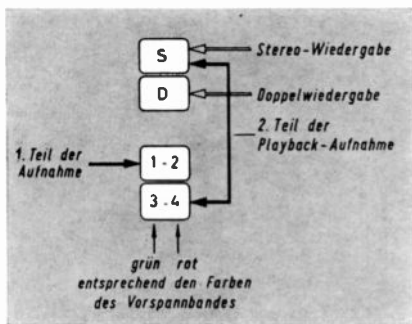 S
Stereo-Wiedergabe
D
Doppelwiedergabe
2. Teil der
Playback-Aufnahme
1. Teil der
Aufnahme
1-2
3-4
grün rot
entsprechend den Farben
des Vorspannbandes